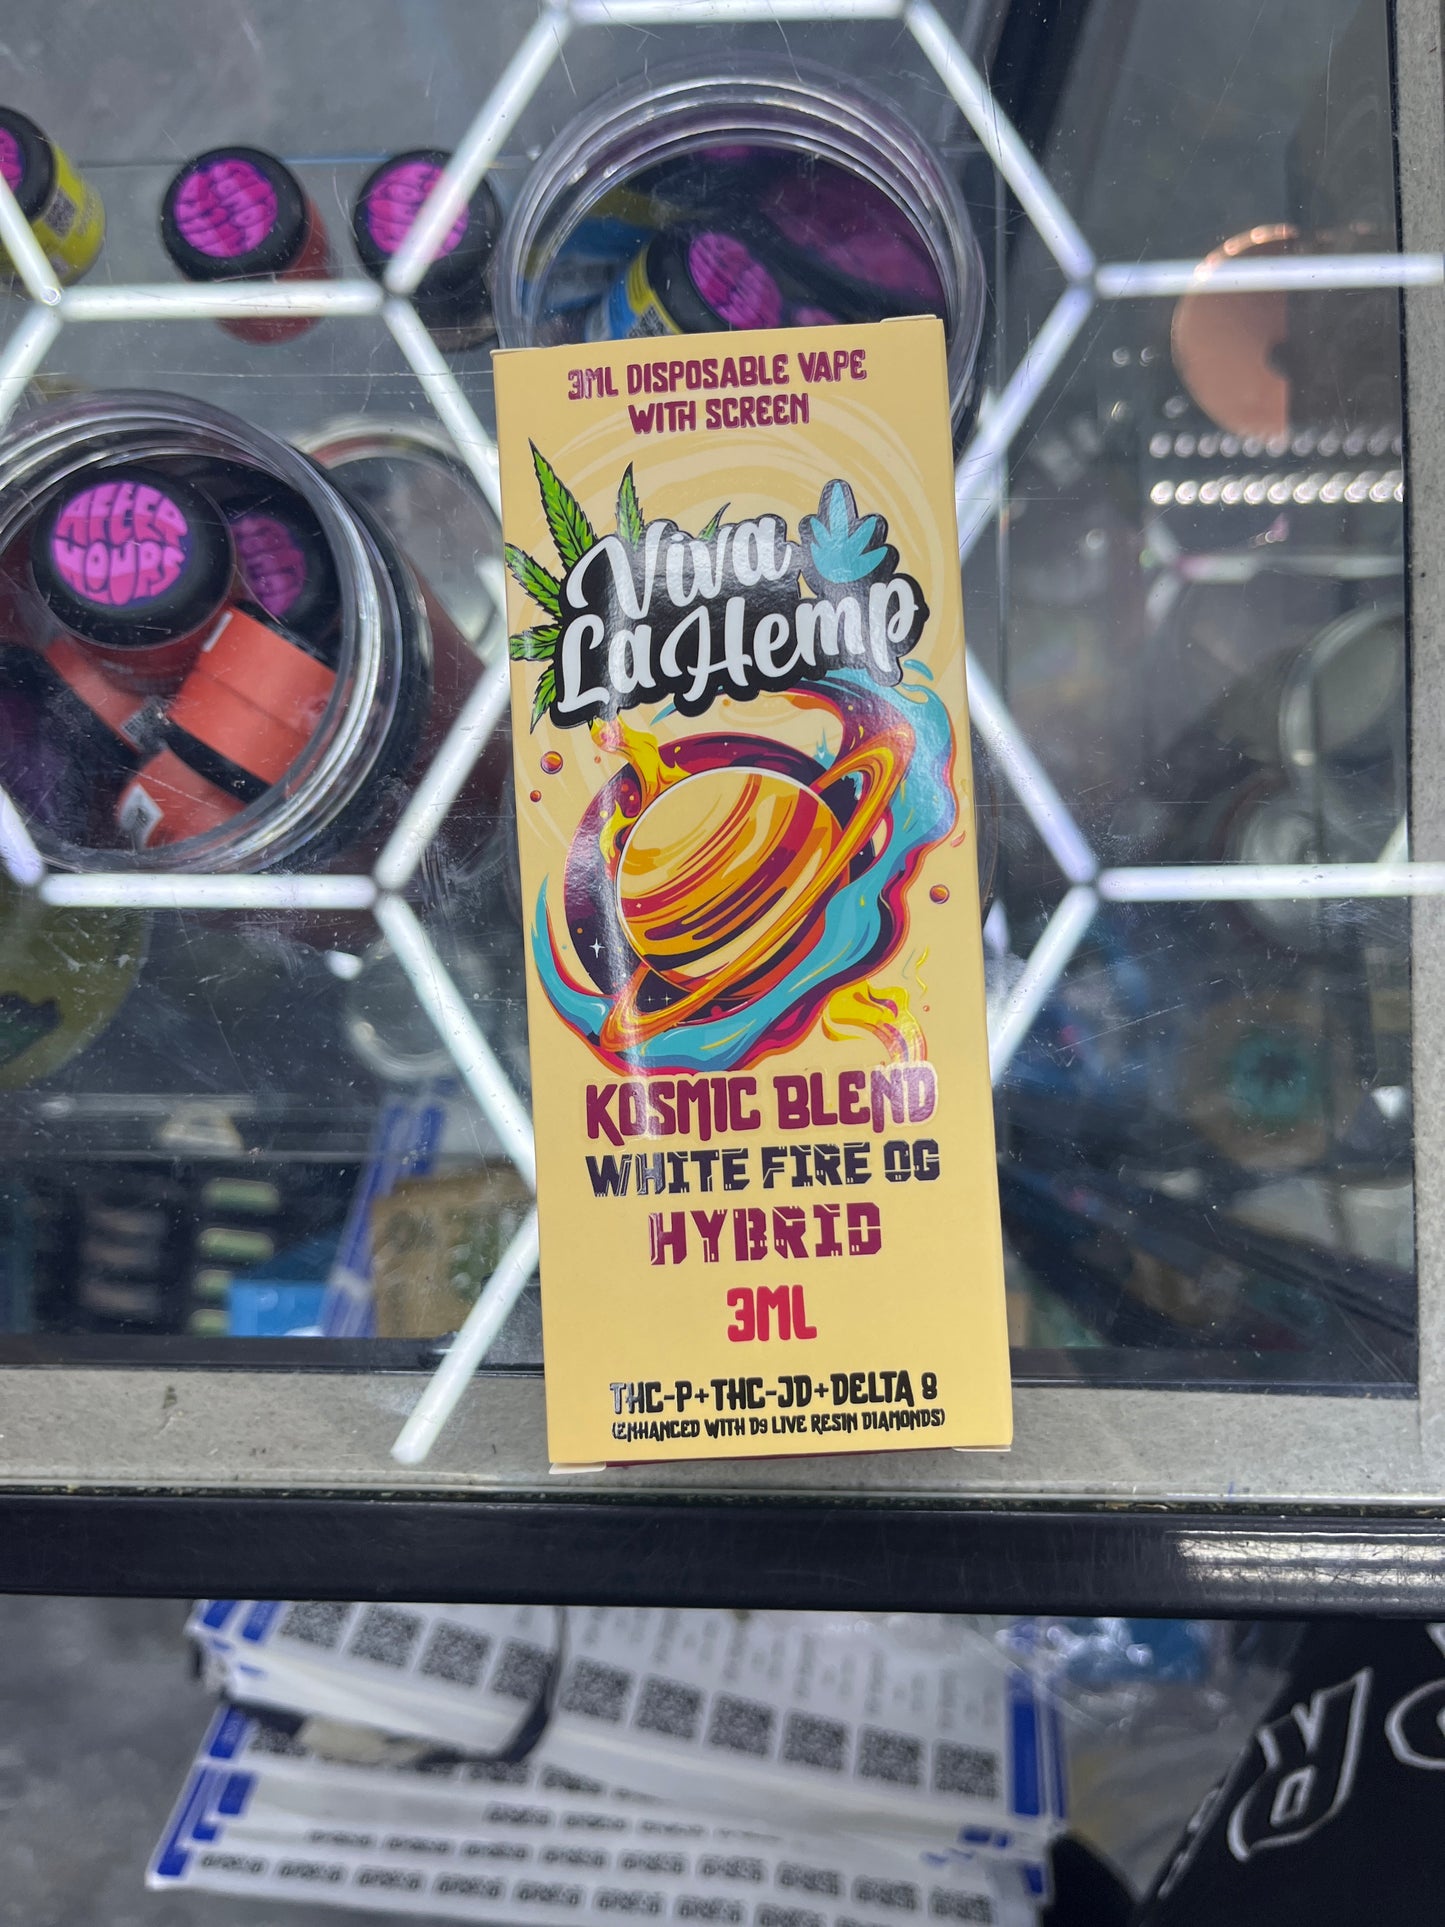 AFTER
HOURS
3ML DISPOSABLE VAPE
WITH SCREEN
Viva
La Hemp
KOSMIC BLEND
WHITE FIRE OG
HYBRID
3ML
THC-P+THC-JD+DELTA 8
(ENHANCED WITH D9 LIVE RESIN DIAMONDS)